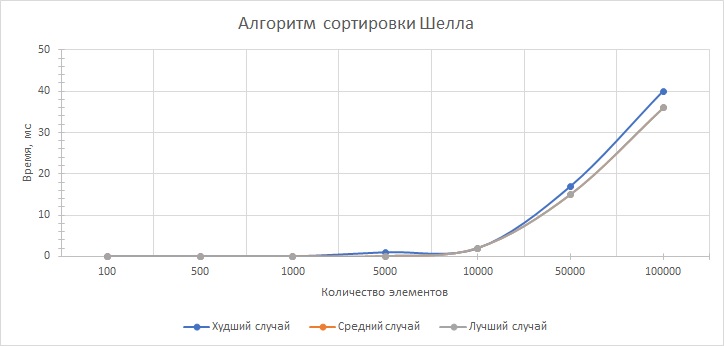 Алгоритм сортировки Шелла
50
40
30
20
10
0
Время, мс
100 500 1000 5000 10000 50000 100000
Количество элементов
Худший случай Средний случай Лучший случай